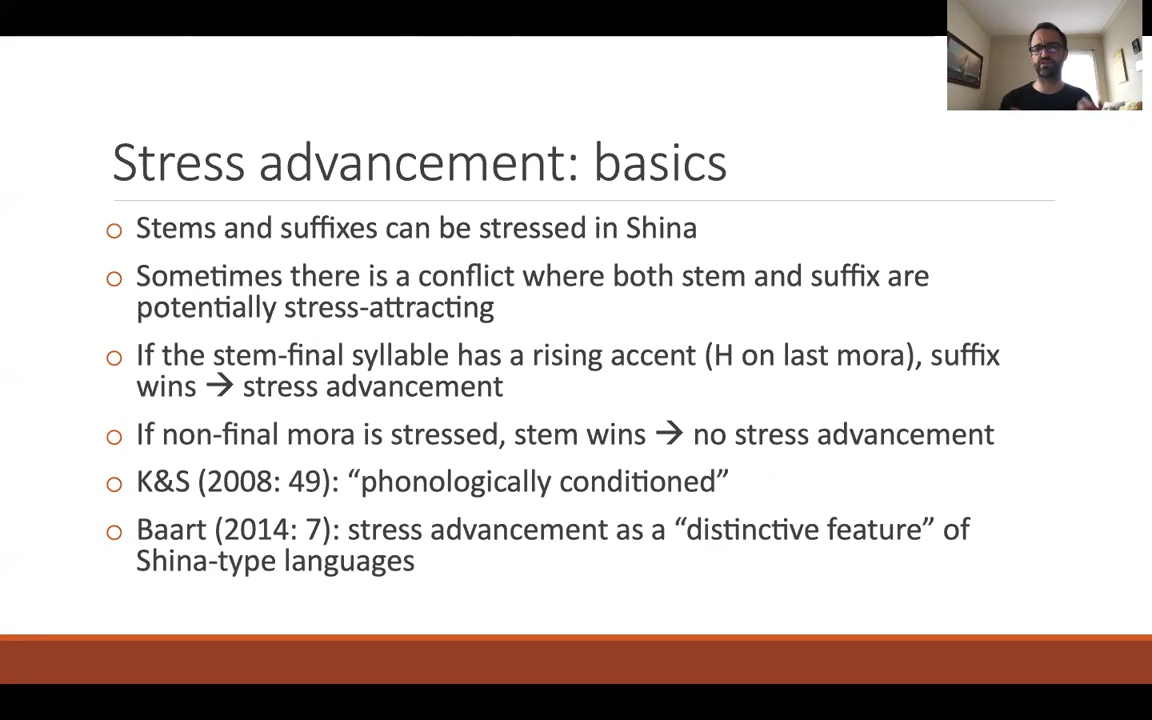 Stress advancement: basics
o Stems and suffixes can be stressed in Shina
o Sometimes there is a conflict where both stem and suffix are
potentially stress-attracting
o If the stem-final syllable has a rising accent (H on last mora), suffix
wins → stress advancement
o If non-final mora is stressed, stem wins → no stress advancement
o K&S (2008: 49): “phonologically conditioned”
o Baart (2014: 7): stress advancement as a “distinctive feature” of
Shina-type languages